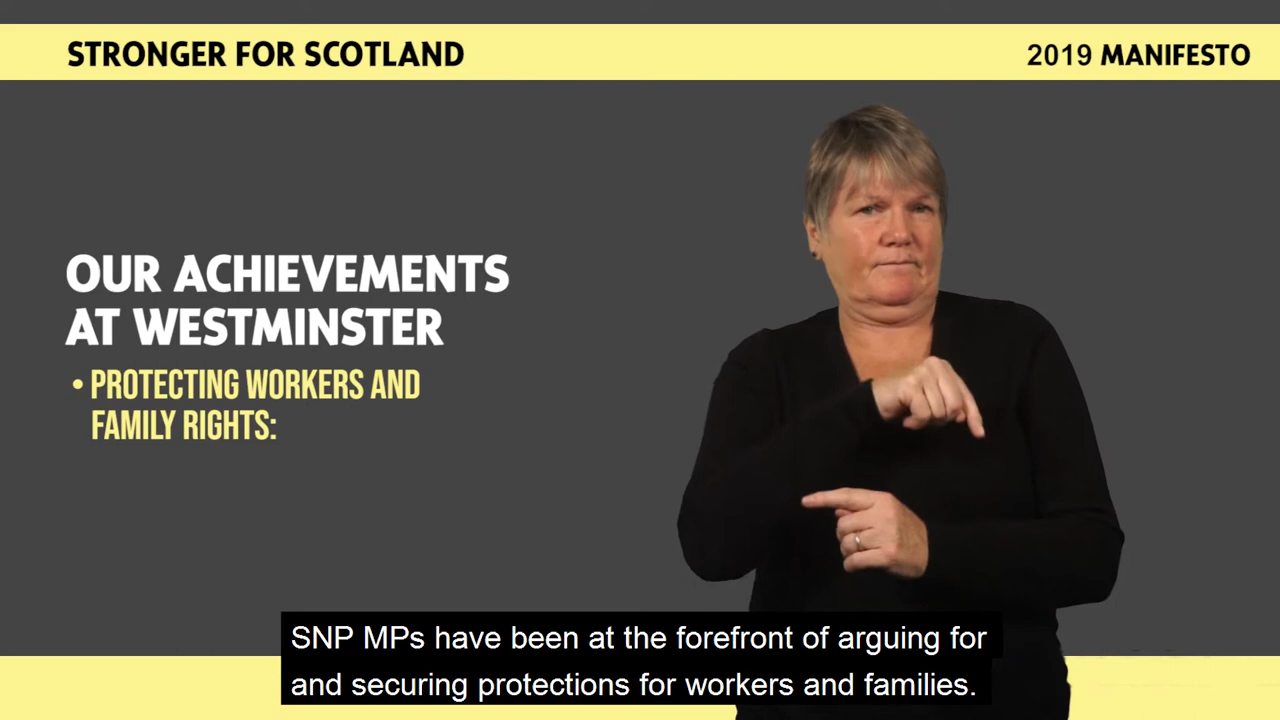 STRONGER FOR SCOTLAND
2019 MANIFESTO
OUR ACHIEVEMENTS
AT WESTMINSTER
• PROTECTING WORKERS AND
FAMILY RIGHTS:
SNP MPs have been at the forefront of arguing for
and securing protections for workers and families.